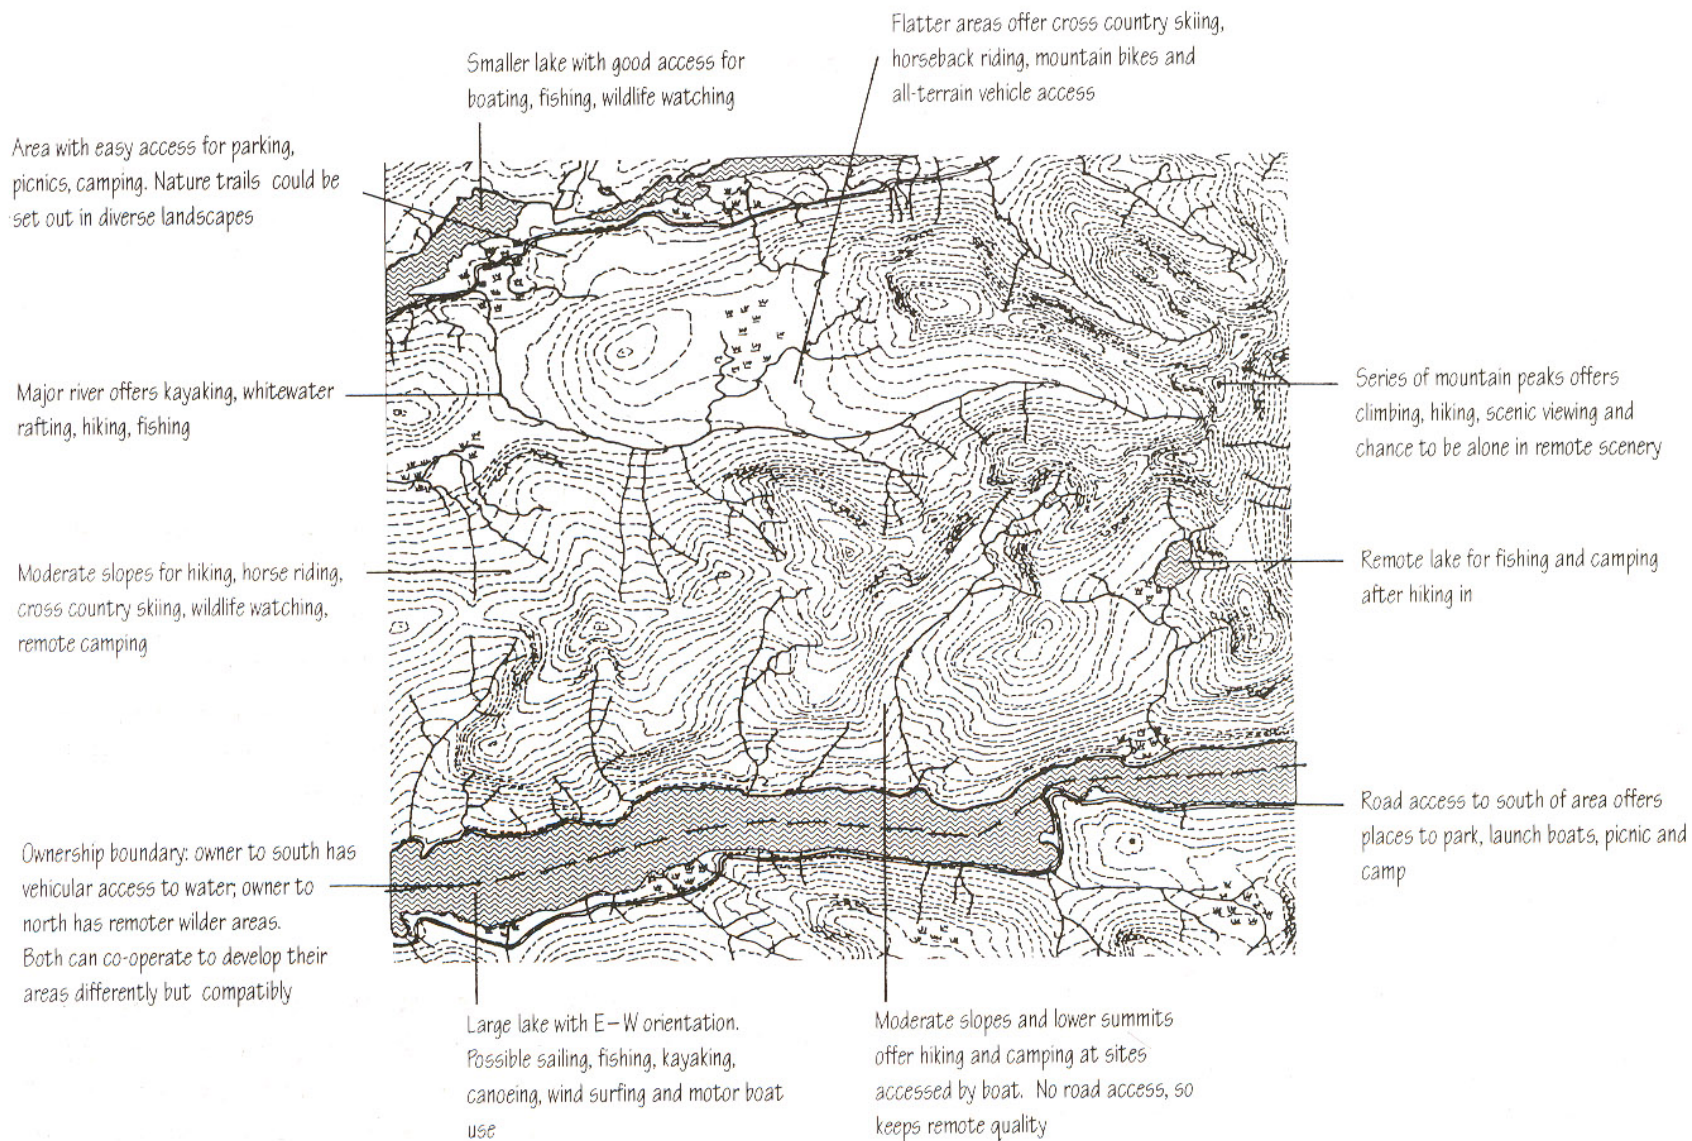 Flatter areas offer cross country skiing,
horseback riding, mountain bikes and
all-terrain vehicle access
Smaller lake with good access for
boating, fishing, wildlife watching
Area with easy access for parking,
picnics, camping. Nature trails could be
set out in diverse landscapes
Major river offers kayaking, whitewater
rafting, hiking, fishing
Series of mountain peaks offers
climbing, hiking, scenic viewing and
chance to be alone in remote scenery
Moderate slopes for hiking, horse riding,
cross country skiing, wildlife watching,
remote camping
Remote lake for fishing and camping
after hiking in
Ownership boundary: owner to south has
vehicular access to water; owner to
north has remoter wilder areas.
Both can co-operate to develop their
areas differently but compatibly
Road access to south of area offers
places to park, launch boats, picnic and
camp
Large lake with E–W orientation.
Possible sailing, fishing, kayaking,
canoeing, wind surfing and motor boat
use
Moderate slopes and lower summits
offer hiking and camping at sites
accessed by boat. No road access, so
keeps remote quality